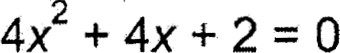 4x² + 4x + 2 = 0